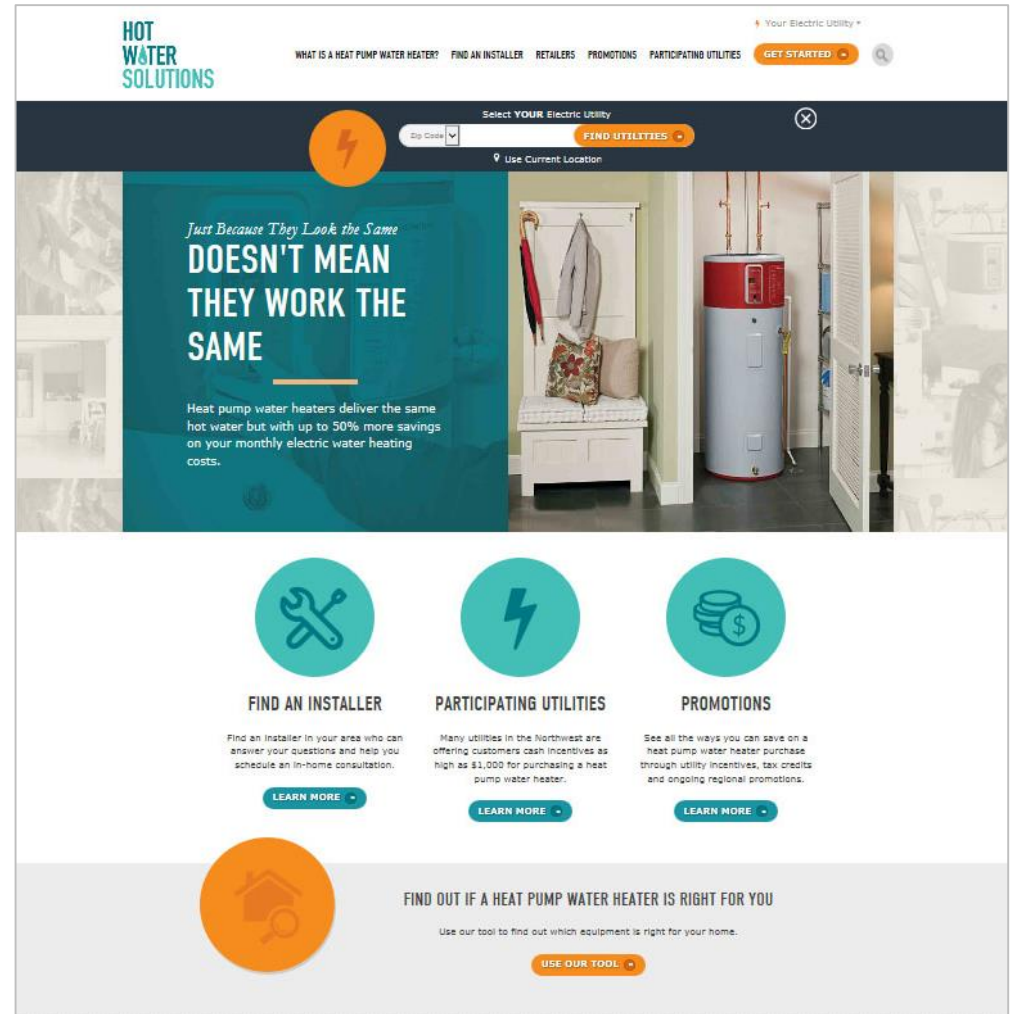 HOT
WATER
SOLUTIONS
Your Electric Utility
WHAT IS A HEAT PUMP WATER HEATER? FIND AN INSTALLER RETAILERS PROMOTIONS PARTICIPATING UTILITIES GET STARTED
Select YOUR Electric Utility
Zip Code FIND UTILITIES
Use Current Location
Just Because They Look the Same
DOESN'T MEAN
THEY WORK THE
SAME
Heat pump water heaters deliver the same
hot water but with up to 50% more savings
on your monthly electric water heating
costs.
FIND AN INSTALLER
Find an installer in your area who can
answer your questions and help you
schedule an in-home consultation.
LEARN MORE
PARTICIPATING UTILITIES
Many utilities in the Northwest are
offering customers cash incentives as
high as $1,000 for purchasing a heat
pump water heater.
LEARN MORE
PROMOTIONS
See all the ways you can save on a
heat pump water heater purchase
through utility incentives, tax credits
and ongoing regional promotions.
LEARN MORE
FIND OUT IF A HEAT PUMP WATER HEATER IS RIGHT FOR YOU
Use our tool to find out which equipment is right for your home.
USE OUR TOOL